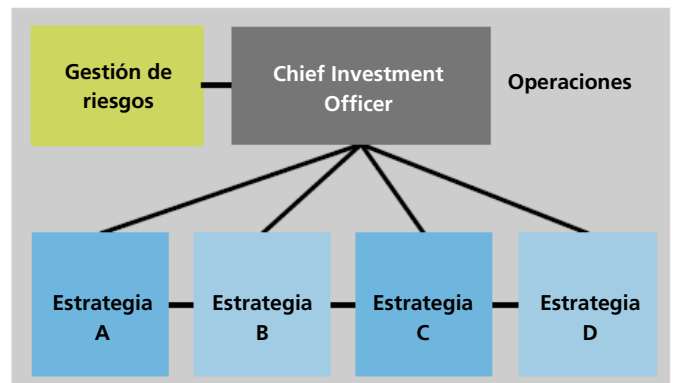 Gestión de
riesgos
Chief Investment
Officer
Operaciones
Estrategia
A
Estrategia
B
Estrategia
C
Estrategia
D